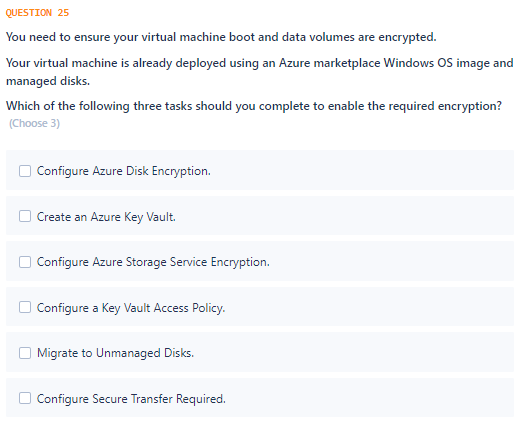 QUESTION 25
You need to ensure your virtual machine boot and data volumes are encrypted.
Your virtual machine is already deployed using an Azure marketplace Windows OS image and
managed disks.
Which of the following three tasks should you complete to enable the required encryption?
(Choose 3)
Configure Azure Disk Encryption.
Create an Azure Key Vault.
Configure Azure Storage Service Encryption.
Configure a Key Vault Access Policy.
Migrate to Unmanaged Disks.
Configure Secure Transfer Required.